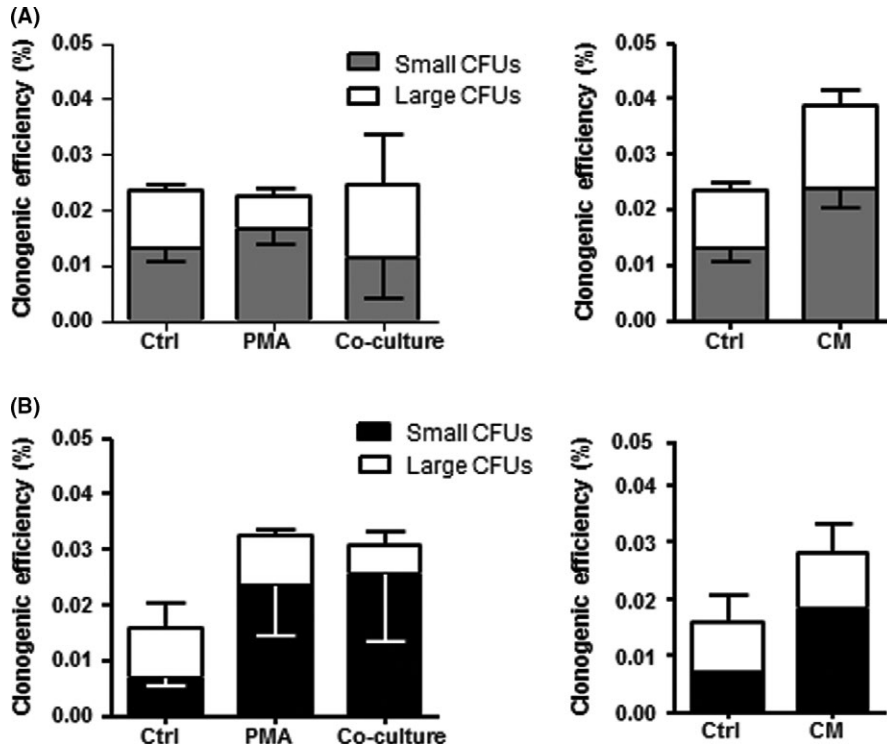 (A)
Clonogenic efficiency (%)
0.05
0.04
0.03
0.02
0.01
0.00
Small CFUs
Large CFUs
Ctrl PMA Co-culture
Clonogenic efficiency (%)
0.05
0.04
0.03
0.02
0.01
0.00
Ctrl CM
(B)
Clonogenic efficiency (%)
0.05
0.04
0.03
0.02
0.01
0.00
Small CFUs
Large CFUs
Ctrl PMA Co-culture
Clonogenic efficiency (%)
0.05
0.04
0.03
0.02
0.01
0.00
Ctrl CM